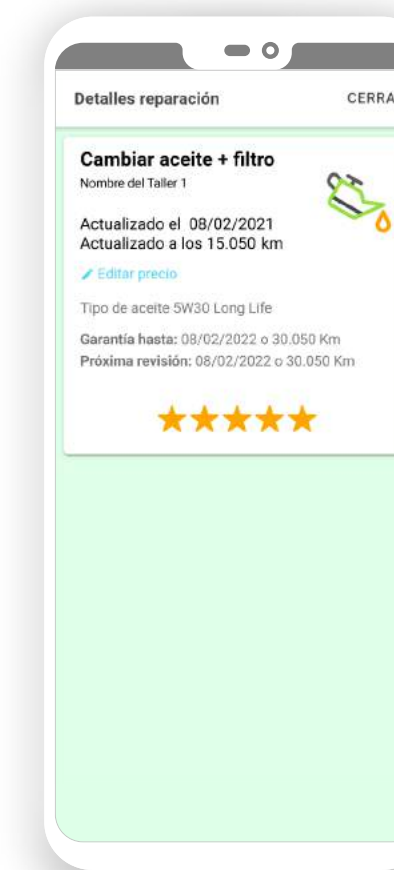 Detalles reparación
CERRA
Cambiar aceite + filtro
Nombre del Taller 1
Actualizado el 08/02/2021
Actualizado a los 15.050 km
Editar precio
Tipo de aceite 5W30 Long Life
Garantía hasta: 08/02/2022 o 30.050 Km
Próxima revisión: 08/02/2022 o 30.050 Km